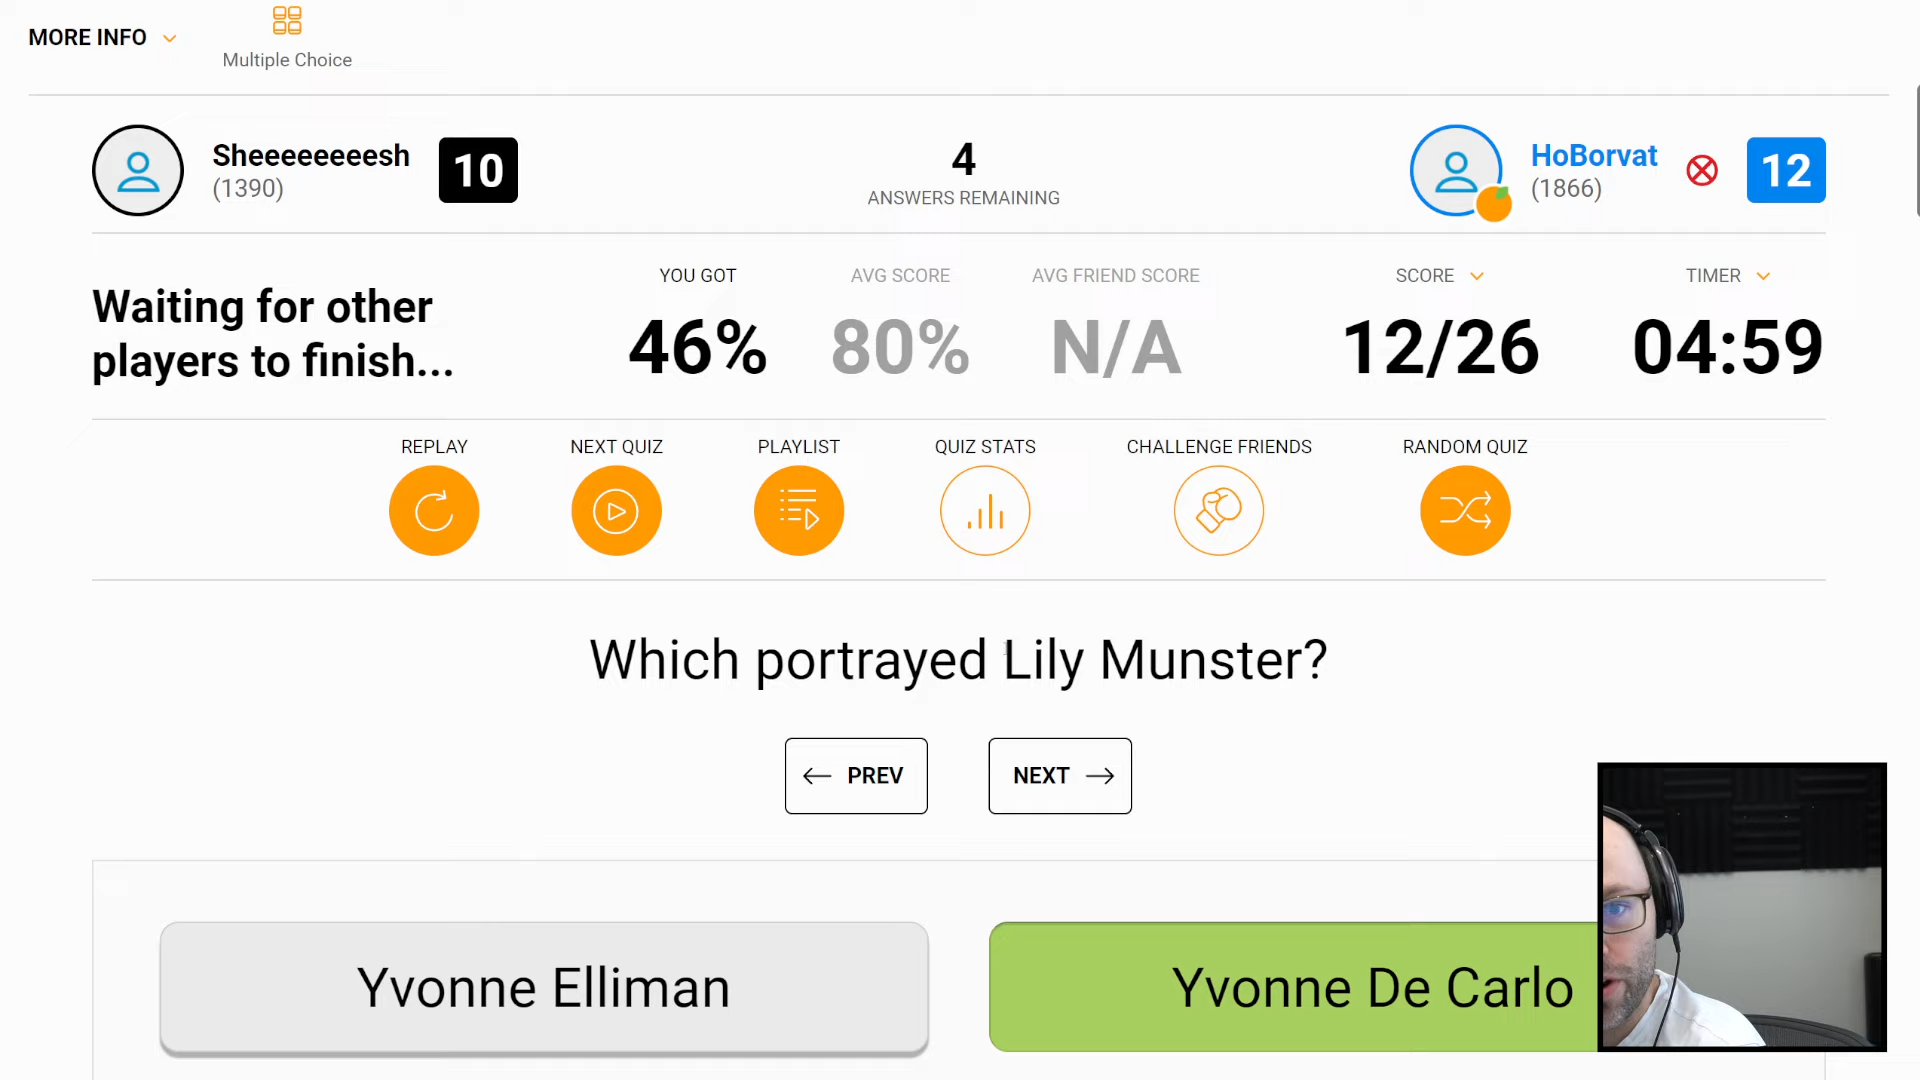 MORE INFO
Multiple Choice
Sheeeeeeeesh
(1390)
10
4
ANSWERS REMAINING
HoBorvat
(1866)
12
Waiting for other
players to finish...
YOU GOT
46%
AVG SCORE
80%
AVG FRIEND SCORE
N/A
SCORE
12/26
TIMER
04:59
REPLAY
NEXT QUIZ
PLAYLIST
QUIZ STATS
CHALLENGE FRIENDS
RANDOM QUIZ
Which portrayed Lily Munster?
PREV
NEXT
Yvonne Elliman
Yvonne De Carlo